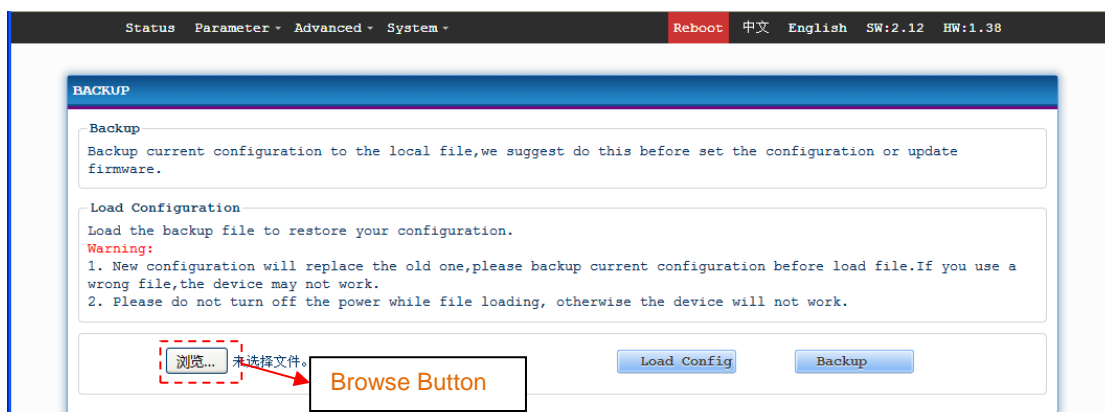 Status Parameter Advanced System Reboot 中文 English SW:2.12 HW:1.38
BACKUP
Backup
Backup current configuration to the local file,we suggest do this before set the configuration or update
firmware.
Load Configuration
Load the backup file to restore your configuration.
Warning:
1. New configuration will replace the old one,please backup current configuration before load file.If you use a
wrong file,the device may not work.
2. Please do not turn off the power while file loading, otherwise the device will not work.
浏览... 未选择文件。 Load Config Backup
Browse Button